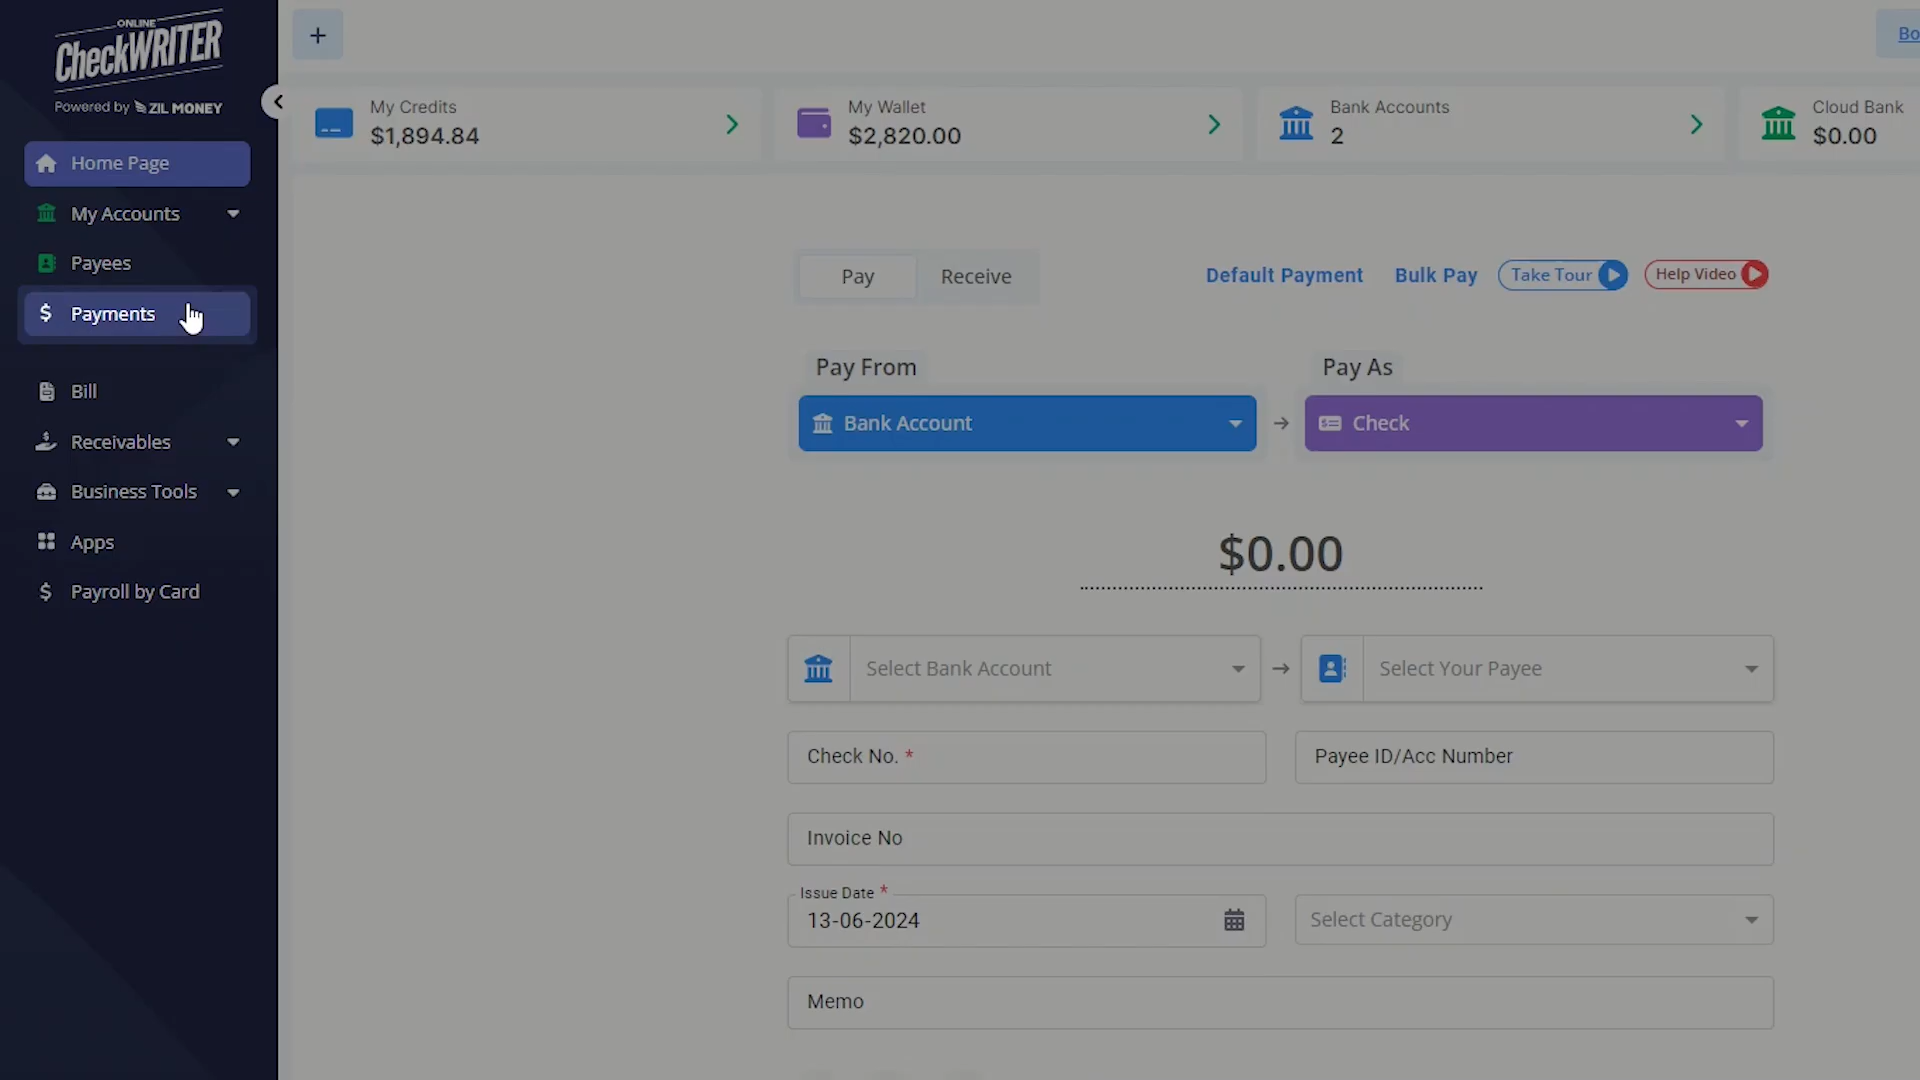 ONLINE
CheckWRITER
Powered by ZIL MONEY
Home Page
My Accounts
Payees
Payments
Bill
Receivables
Business Tools
Apps
Payroll by Card
+
Bo
My Credits
$1,894.84
My Wallet
$2,820.00
Bank Accounts
2
Cloud Bank
$0.00
Pay
Receive
Default Payment
Bulk Pay
Take Tour
Help Video
Pay From
Pay As
Bank Account
Check
$0.00
Select Bank Account
Select Your Payee
Check No. *
Payee ID/Acc Number
Invoice No
Issue Date *
13-06-2024
Select Category
Memo